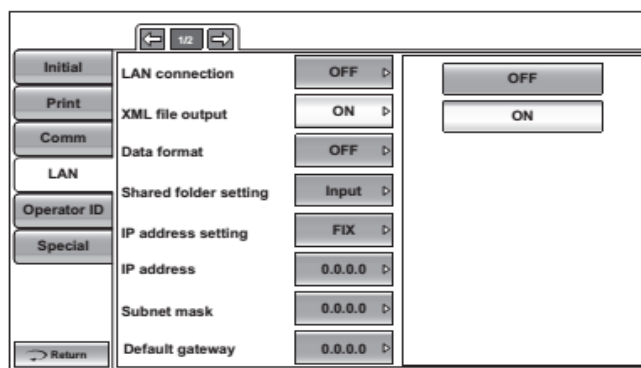 1/2
Initial
Print
Comm
LAN
Operator ID
Special
Return
LAN connection OFF
XML file output ON
Data format OFF
Shared folder setting Input
IP address setting FIX
IP address 0.0.0.0
Subnet mask 0.0.0.0
Default gateway 0.0.0.0
OFF
ON